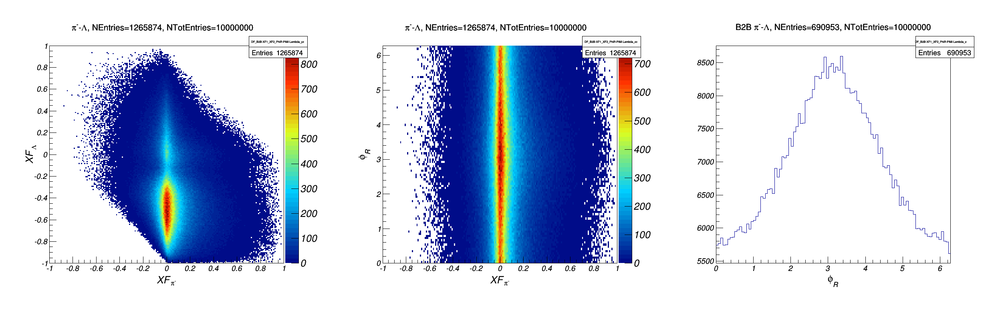 π⁻-Λ, NEntries=1265874, NTotEntries=10000000
DF_B2B-XF1_XF2_PhiR-PiMi-Lambda_yx
Entries 1265874
1
0.8
0.6
0.4
0.2
0
-0.2
-0.4
-0.6
-0.8
-1
XF Λ
-1 -0.8 -0.6 -0.4 -0.2 0 0.2 0.4 0.6 0.8 1
XF π⁻
800
700
600
500
400
300
200
100
0
π⁻-Λ, NEntries=1265874, NTotEntries=10000000
DF_B2B-XF1_XF2_PhiR-PiMi-Lambda_zx
Entries 1265874
6
5
4
3
2
1
0
ϕ R
-1 -0.8 -0.6 -0.4 -0.2 0 0.2 0.4 0.6 0.8 1
XF π⁻
700
600
500
400
300
200
100
0
B2B π⁻-Λ, NEntries=690953, NTotEntries=10000000
DF_B2B-XF1_XF2_PhiR-PiMi-Lambda_z
Entries 690953
8500
8000
7500
7000
6500
6000
5500
0 1 2 3 4 5 6
ϕ R